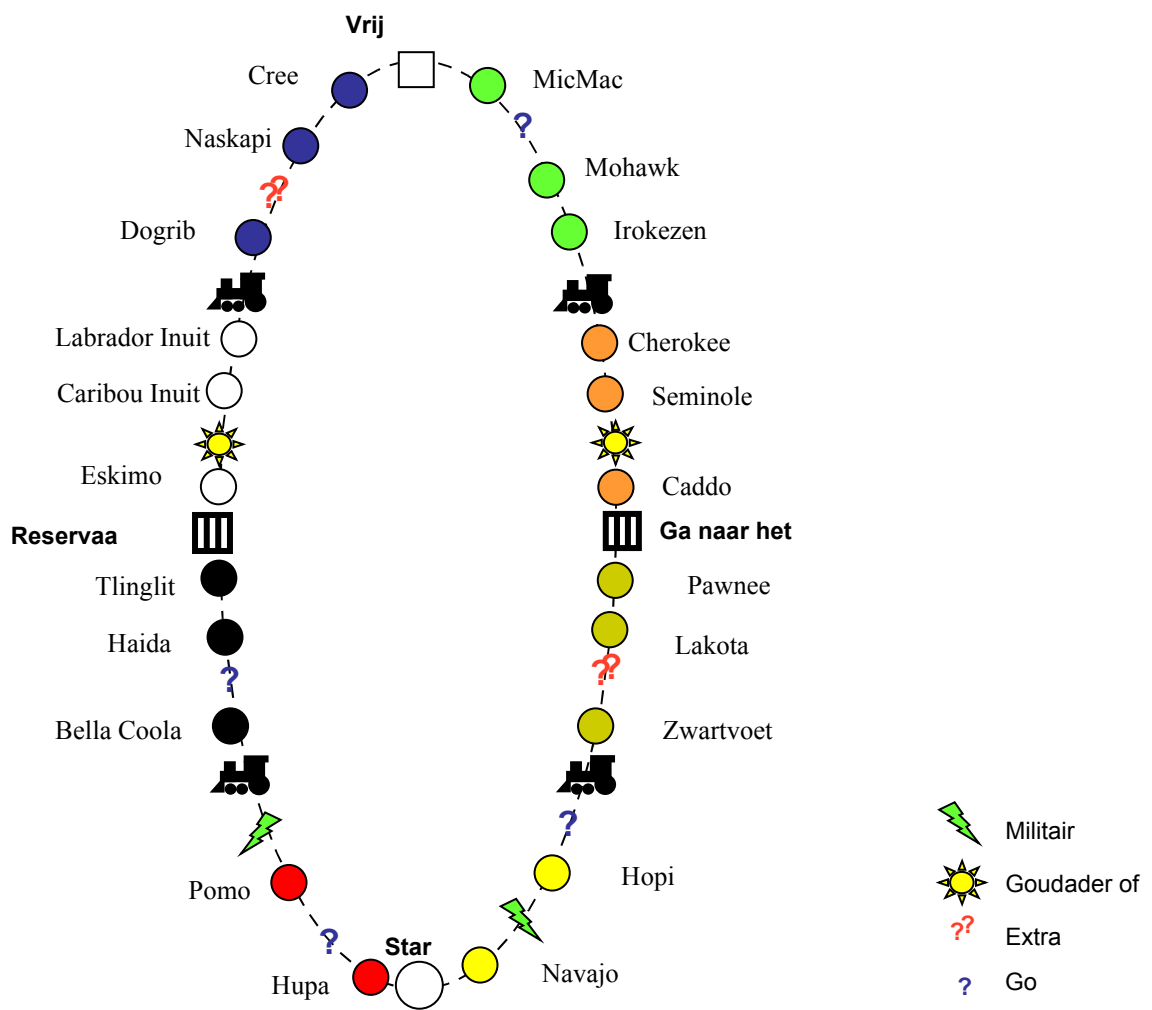 Vrij
Cree
MicMac
Naskapi
Mohawk
Dogrib
Irokezen
Labrador Inuit
Cherokee
Caribou Inuit
Seminole
Eskimo
Caddo
Reservaa
Ga naar het
Tlinglit
Pawnee
Haida
Lakota
Bella Coola
Zwartvoet
Pomo
Hopi
Star
Hupa
Navajo
Militair
Goudader of
?? Extra
? Go
?
??
?
??
?
?